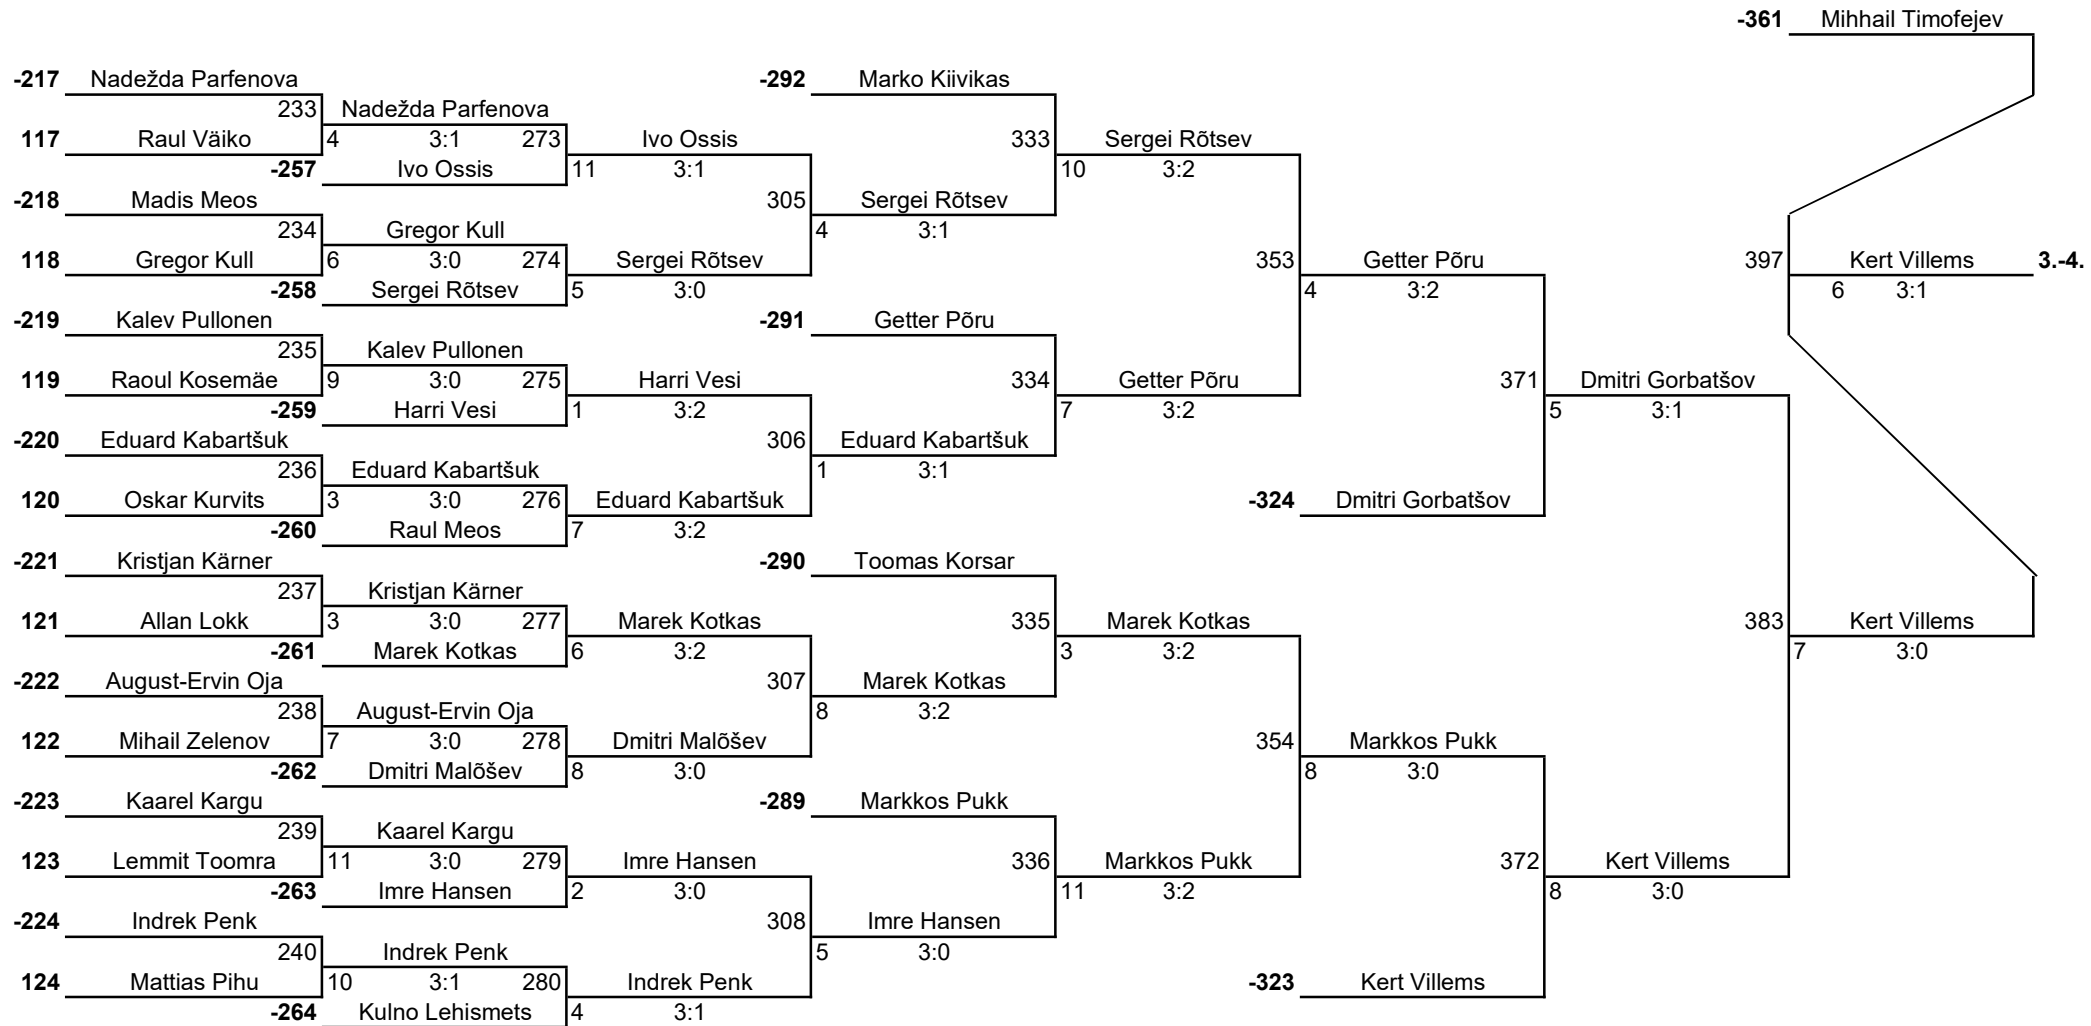 -361 Mihhail Timofejev
-217 Nadežda Parfenova -292 Marko Kiivikas
233 Nadežda Parfenova
117 Raul Väiko 4 3:1 273 Ivo Ossis 333 Sergei Rõtsev
-257 Ivo Ossis 11 3:1 10 3:2
-218 Madis Meos 305 Sergei Rõtsev
234 Gregor Kull 4 3:1
118 Gregor Kull 6 3:0 274 Sergei Rõtsev 353 Getter Põru 397 Kert Villems 3.-4.
-258 Sergei Rõtsev 5 3:0 4 3:2 6 3:1
-219 Kalev Pullonen -291 Getter Põru
235 Kalev Pullonen
119 Raoul Kosemäe 9 3:0 275 Harri Vesi 334 Getter Põru 371 Dmitri Gorbatšov
-259 Harri Vesi 1 3:2 7 3:2 5 3:1
-220 Eduard Kabartšuk 306 Eduard Kabartšuk
236 Eduard Kabartšuk 1 3:1
120 Oskar Kurvits 3 3:0 276 Eduard Kabartšuk -324 Dmitri Gorbatšov
-260 Raul Meos 7 3:2
-221 Kristjan Kärner -290 Toomas Korsar
237 Kristjan Kärner
121 Allan Lokk 3 3:0 277 Marek Kotkas 335 Marek Kotkas 383 Kert Villems
-261 Marek Kotkas 6 3:2 3 3:2 7 3:0
-222 August-Ervin Oja 307 Marek Kotkas
238 August-Ervin Oja 8 3:2
122 Mihail Zelenov 7 3:0 278 Dmitri Malõšev 354 Markkos Pukk
-262 Dmitri Malõšev 8 3:0 8 3:0
-223 Kaarel Kargu -289 Markkos Pukk
239 Kaarel Kargu
123 Lemmit Toomra 11 3:0 279 Imre Hansen 336 Markkos Pukk 372 Kert Villems
-263 Imre Hansen 2 3:0 11 3:2 8 3:0
-224 Indrek Penk 308 Imre Hansen
240 Indrek Penk 5 3:0
124 Mattias Pihu 10 3:1 280 Indrek Penk -323 Kert Villems
-264 Kulno Lehismets 4 3:1